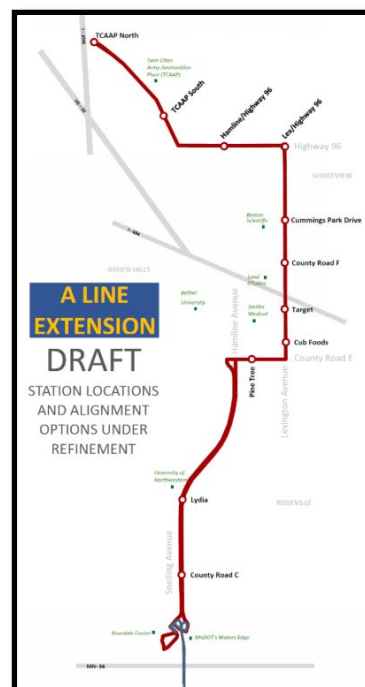 TCAAP North
I - 35W
Twin Cities
Army Ammunition
Plant (TCAAP)
TCAAP South
US - 10
Hamline/Highway 96
Lex/Highway 96
Highway 96
SHOREVIEW
Boston
Scientific
Cummings Park Drive
I - 694
County Road F
ARDEN HILLS
Land
O'Lakes
Bethel
University
Smiths
Medical
Target
A LINE
EXTENSION
Hamline Avenue
Cub Foods
County Road E
DRAFT
Pine Tree
Lexington Avenue
STATION LOCATIONS
AND ALIGNMENT
OPTIONS UNDER
REFINEMENT
University of
Northwestern
Lydia
ROSEVILLE
Snelling Avenue
County Road C
Rosedale Center
MnDOT's Waters Edge
MN- 36